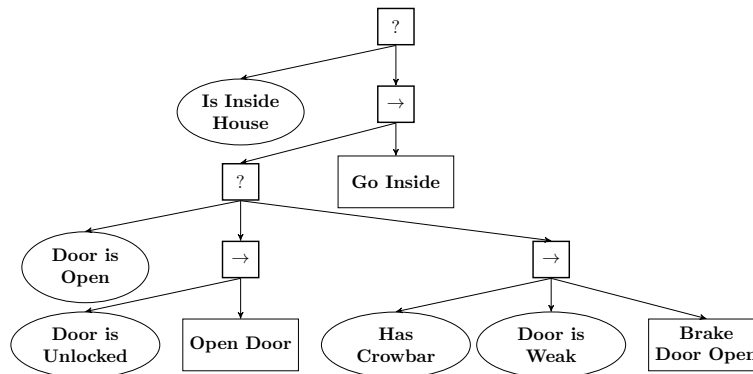 ?
Is Inside
House
→
?
Go Inside
Door is
Open
→
→
Door is
Unlocked
Open Door
Has
Crowbar
Door is
Weak
Brake
Door Open